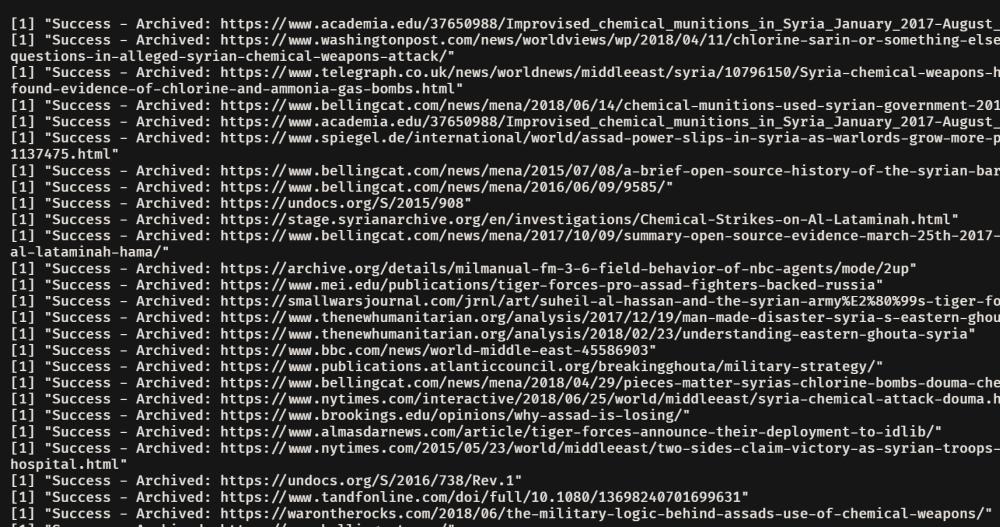 [1] "Success - Archived: https://www.academia.edu/37650988/Improvised_chemical_munitions_in_Syria_January_2017-August_
[1] "Success - Archived: https://www.washingtonpost.com/news/worldviews/wp/2018/04/11/chlorine-sarin-or-something-else
questions-in-alleged-syrian-chemical-weapons-attack/"
[1] "Success - Archived: https://www.telegraph.co.uk/news/worldnews/middleeast/syria/10796150/Syria-chemical-weapons-h
found-evidence-of-chlorine-and-ammonia-gas-bombs.html"
[1] "Success - Archived: https://www.bellingcat.com/news/mena/2018/06/14/chemical-munitions-used-syrian-government-201
[1] "Success - Archived: https://www.academia.edu/37650988/Improvised_chemical_munitions_in_Syria_January_2017-August_
[1] "Success - Archived: https://www.spiegel.de/international/world/assad-power-slips-in-syria-as-warlords-grow-more-p
1137475.html"
[1] "Success - Archived: https://www.bellingcat.com/news/mena/2015/07/08/a-brief-open-source-history-of-the-syrian-bar
[1] "Success - Archived: https://www.bellingcat.com/news/mena/2016/06/09/9585/"
[1] "Success - Archived: https://undocs.org/S/2015/908"
[1] "Success - Archived: https://stage.syrianarchive.org/en/investigations/Chemical-Strikes-on-Al-Lataminah.html"
[1] "Success - Archived: https://www.bellingcat.com/news/mena/2017/10/09/summary-open-source-evidence-march-25th-2017-
al-lataminah-hama/"
[1] "Success - Archived: https://archive.org/details/milmanual-fm-3-6-field-behavior-of-nbc-agents/mode/2up"
[1] "Success - Archived: https://www.mei.edu/publications/tiger-forces-pro-assad-fighters-backed-russia"
[1] "Success - Archived: https://smallwarsjournal.com/jrnl/art/suheil-al-hassan-and-the-syrian-army%E2%80%99s-tiger-fo
[1] "Success - Archived: https://www.thenewhumanitarian.org/analysis/2017/12/19/man-made-disaster-syria-s-eastern-ghou
[1] "Success - Archived: https://www.thenewhumanitarian.org/analysis/2018/02/23/understanding-eastern-ghouta-syria"
[1] "Success - Archived: https://www.bbc.com/news/world-middle-east-45586903"
[1] "Success - Archived: https://www.publications.atlanticcouncil.org/breakingghouta/military-strategy/"
[1] "Success - Archived: https://www.bellingcat.com/news/mena/2018/04/29/pieces-matter-syrias-chlorine-bombs-douma-che
[1] "Success - Archived: https://www.nytimes.com/interactive/2018/06/25/world/middleeast/syria-chemical-attack-douma.h
[1] "Success - Archived: https://www.brookings.edu/opinions/why-assad-is-losing/"
[1] "Success - Archived: https://www.almasdarnews.com/article/tiger-forces-announce-their-deployment-to-idlib/"
[1] "Success - Archived: https://www.nytimes.com/2015/05/23/world/middleeast/two-sides-claim-victory-as-syrian-troops-
hospital.html"
[1] "Success - Archived: https://undocs.org/S/2016/738/Rev.1"
[1] "Success - Archived: https://www.tandfonline.com/doi/full/10.1080/13698240701699631"
[1] "Success - Archived: https://warontherocks.com/2018/06/the-military-logic-behind-assads-use-of-chemical-weapons/"